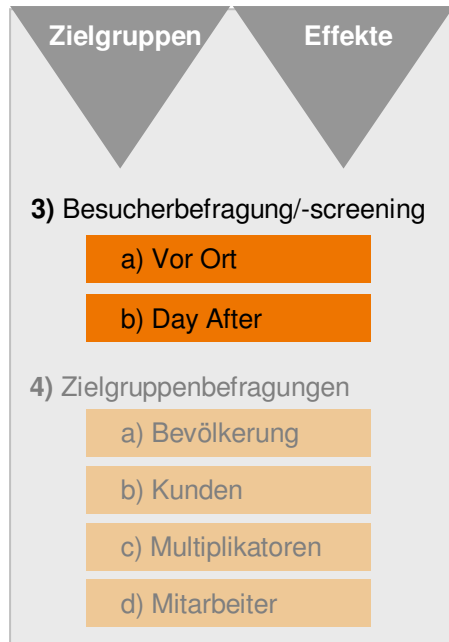 Zielgruppen Effekte
3) Besucherbefragung/-screening
a) Vor Ort
b) Day After
4) Zielgruppenbefragungen
a) Bevölkerung
b) Kunden
c) Multiplikatoren
d) Mitarbeiter